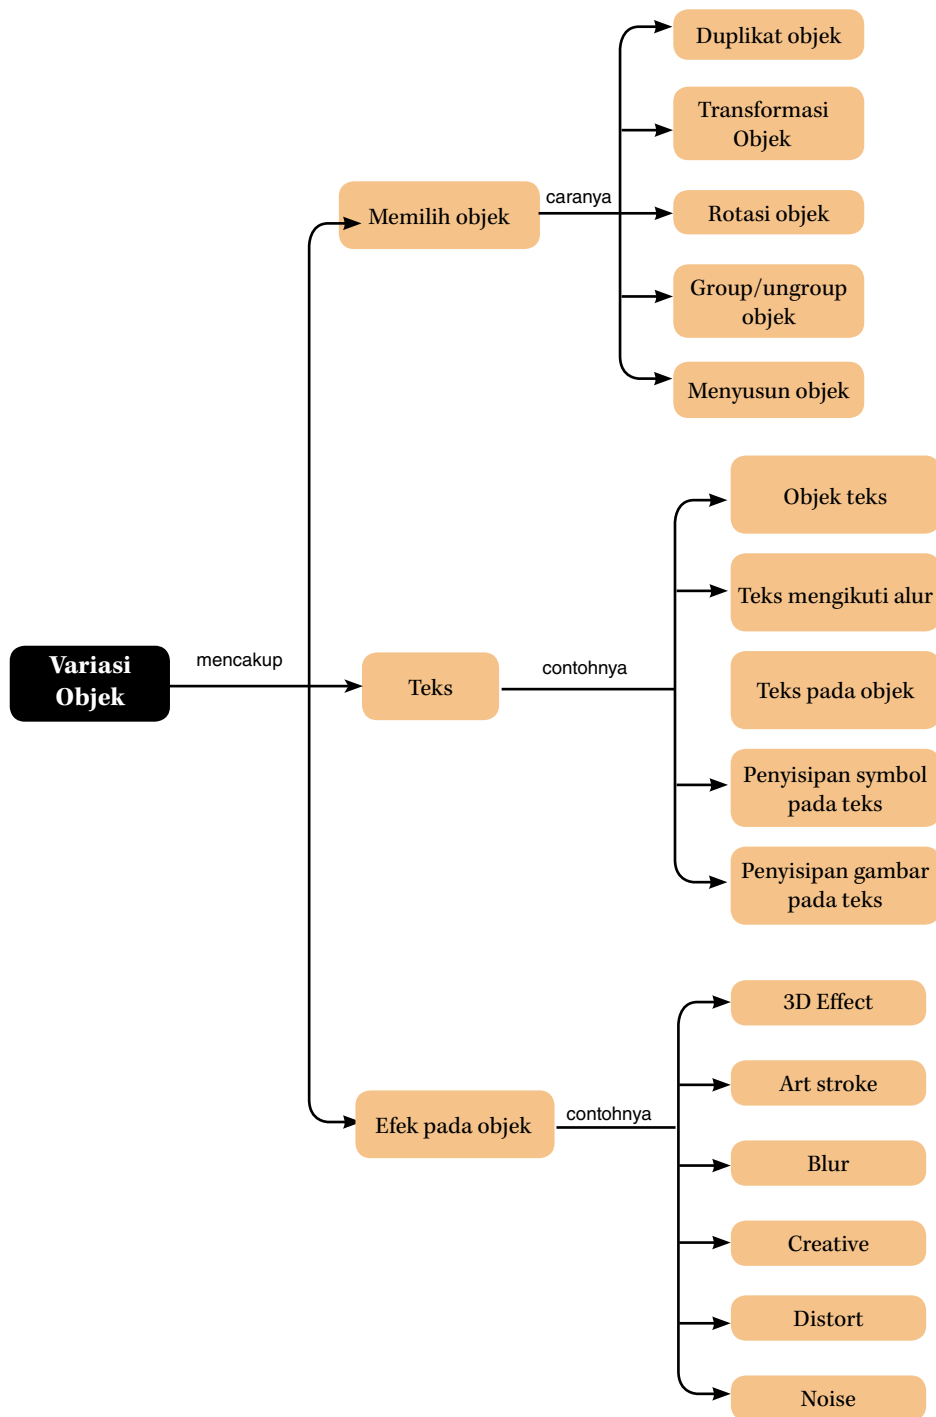 Variasi
Objek
mencakup
Memilih objek
caranya
Duplikat objek
Transformasi
Objek
Rotasi objek
Group/ungroup
objek
Menyusun objek
Teks
contohnya
Objek teks
Teks mengikuti alur
Teks pada objek
Penyisipan symbol
pada teks
Penyisipan gambar
pada teks
Efek pada objek
contohnya
3D Effect
Art stroke
Blur
Creative
Distort
Noise